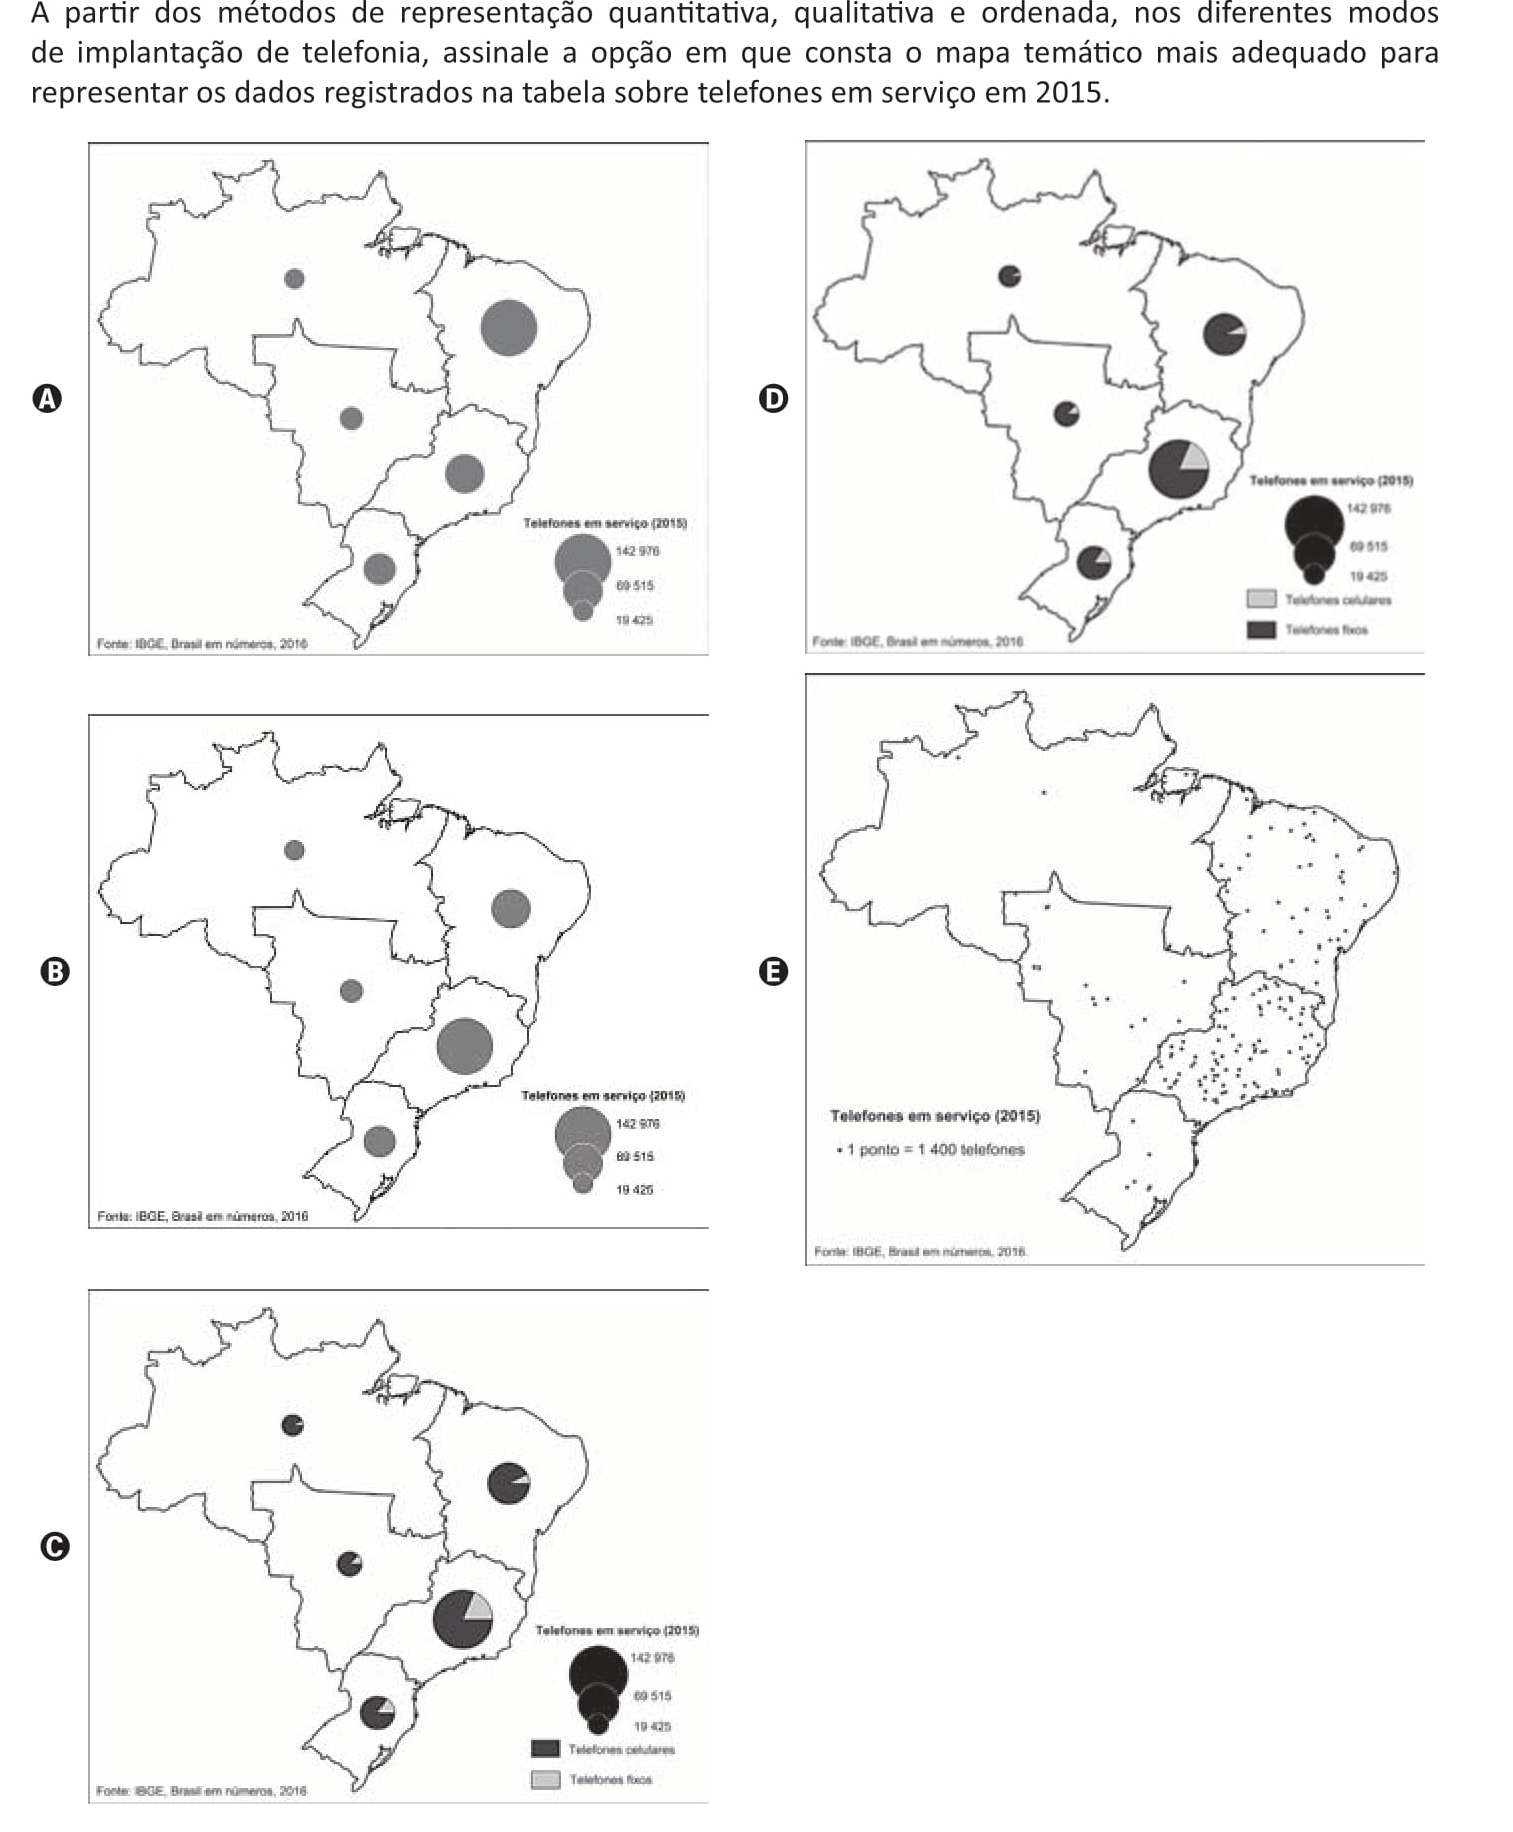 A partir dos métodos de representação quantitativa, qualitativa e ordenada, nos diferentes modos
de implantação de telefonia, assinale a opção em que consta o mapa temático mais adequado para
representar os dados registrados na tabela sobre telefones em serviço em 2015.
A
Telefones em serviço (2015)
142 976
69 515
19 425
Fonte: IBGE, Brasil em números, 2016
B
Telefones em serviço (2015)
142 976
69 515
19 425
Fonte: IBGE, Brasil em números, 2016
C
Telefones em serviço (2015)
142 976
69 515
19 425
Telefones celulares
Telefones fixos
Fonte: IBGE, Brasil em números, 2016
D
Telefones em serviço (2015)
142 976
69 515
19 425
Telefones celulares
Telefones fixos
Fonte: IBGE, Brasil em números, 2016
E
Telefones em serviço (2015)
• 1 ponto = 1 400 telefones
Fonte: IBGE, Brasil em números, 2016.